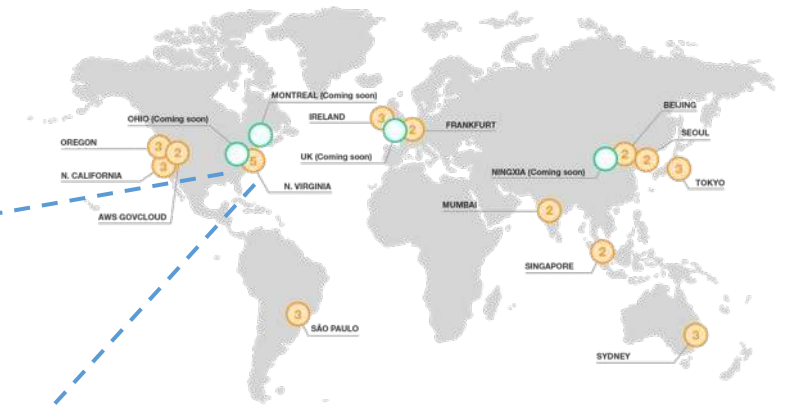 MONTREAL (Coming soon)
OHIO (Coming soon)
IRELAND
3
BEIJING
FRANKFURT
2
SEOUL
OREGON
3
2
UK (Coming soon)
5
2
2
N. CALIFORNIA
3
NINGXIA (Coming soon)
3
TOKYO
N. VIRGINIA
MUMBAI
2
AWS GOVCLOUD
2
SINGAPORE
3
SÃO PAULO
3
SYDNEY